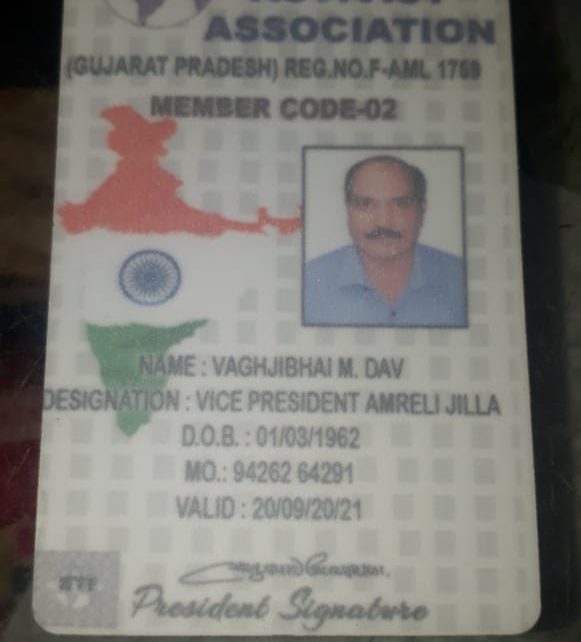 ASSOCIATION
(GUJARAT PRADESH) REG.NO.F-AML 1759
MEMBER CODE-02
NAME : VAGHJIBHAI M. DAV
DESIGNATION : VICE PRESIDENT AMRELI JILLA
D.O.B. : 01/03/1962
MO.: 94262 64291
VALID : 20/09/20/21
President Signature